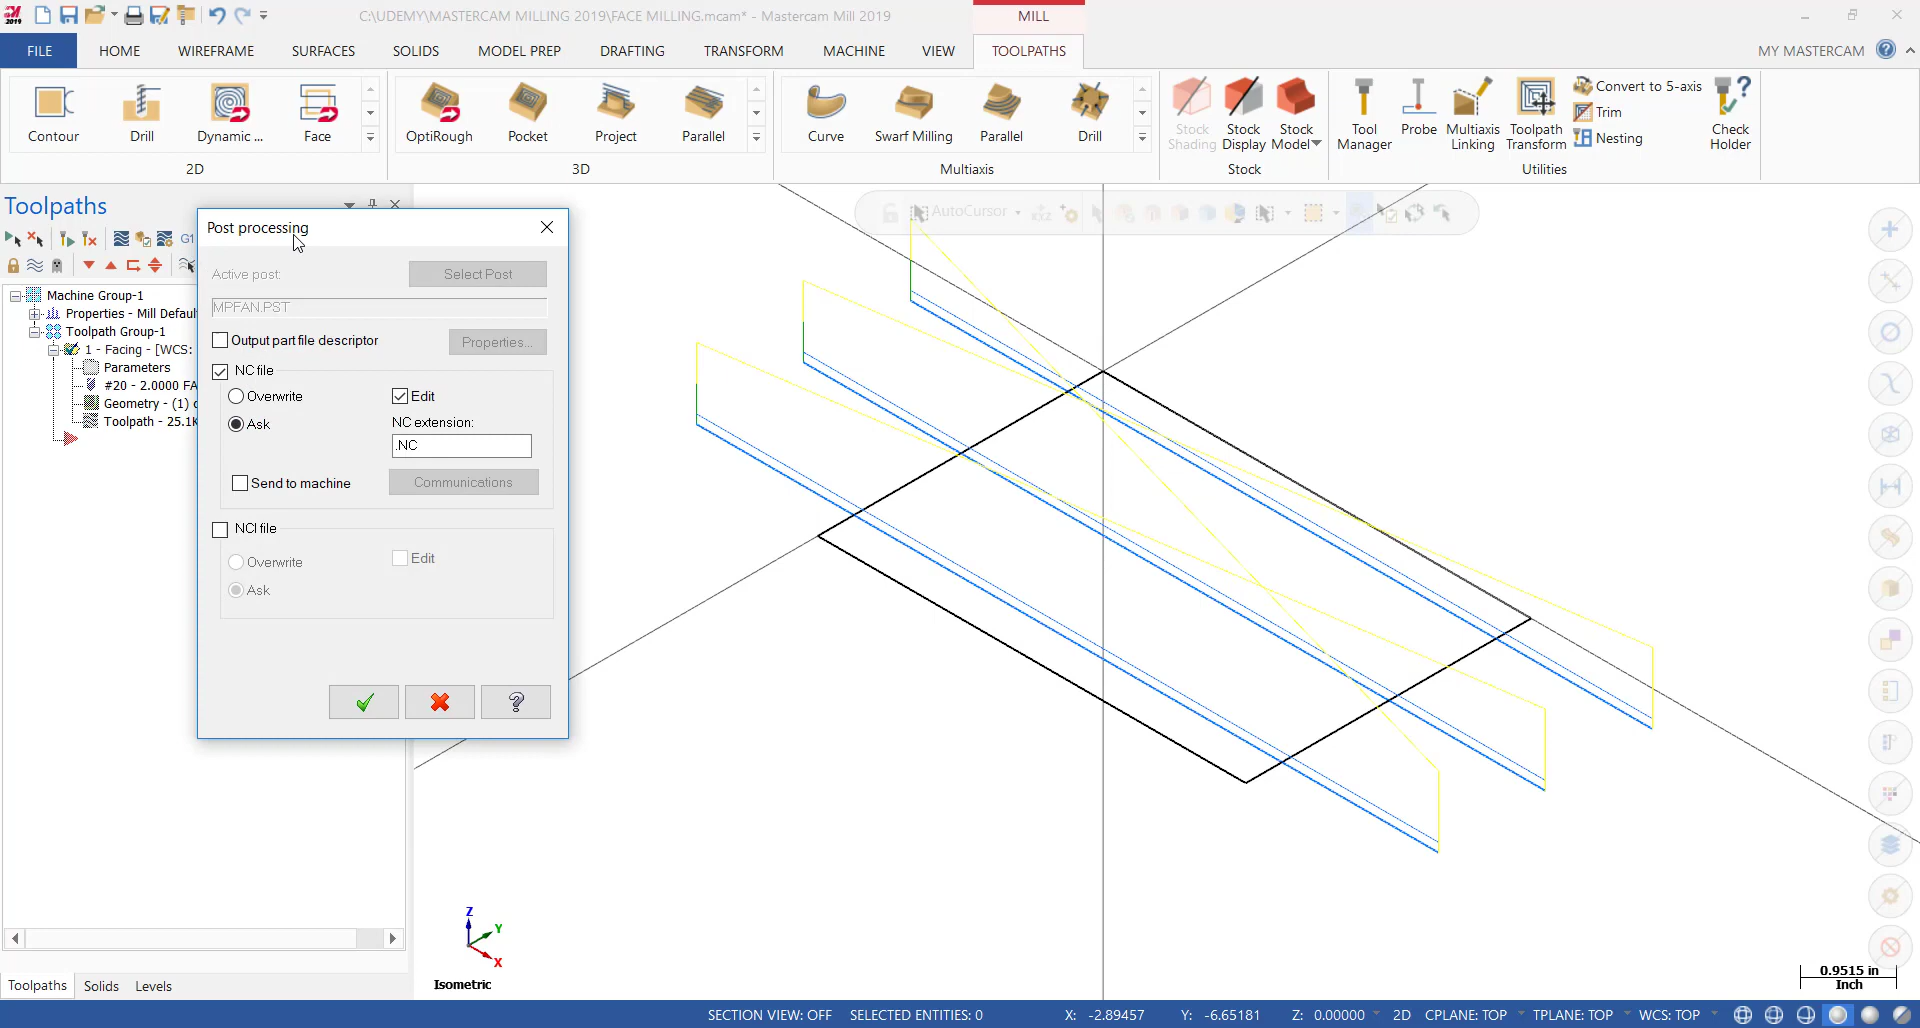 2019
C:\UDEMY\MASTERCAM MILLING 2019\FACE MILLING.mcam* - Mastercam Mill 2019
MILL
FILE
HOME
WIREFRAME
SURFACES
SOLIDS
MODEL PREP
DRAFTING
TRANSFORM
MACHINE
VIEW
TOOLPATHS
MY MASTERCAM
Contour
Drill
Dynamic ...
Face
2D
OptiRough
Pocket
Project
Parallel
3D
Curve
Swarf Milling
Parallel
Drill
Multiaxis
Stock Shading
Stock Display
Stock Model
Stock
Tool Manager
Probe
Multiaxis Linking
Toolpath Transform
Convert to 5-axis
Trim
Nesting
Utilities
Check Holder
Toolpaths
G1
Machine Group-1
Properties - Mill Defaul
Toolpath Group-1
1 - Facing - [WCS:
Parameters
#20 - 2.0000 FA
Geometry - (1) c
Toolpath - 25.1K
Post processing
Active post:
Select Post
MPFAN.PST
Output part file descriptor
Properties...
NC file
Overwrite
Edit
Ask
NC extension:
.NC
Send to machine
Communications
NCI file
Overwrite
Edit
Ask
AutoCursor
XYZ
Z
Y
X
Isometric
0.9515 in
Inch
Toolpaths
Solids
Levels
SECTION VIEW: OFF
SELECTED ENTITIES: 0
X: -2.89457
Y: -6.65181
Z: 0.00000
2D
CPLANE: TOP
TPLANE: TOP
WCS: TOP